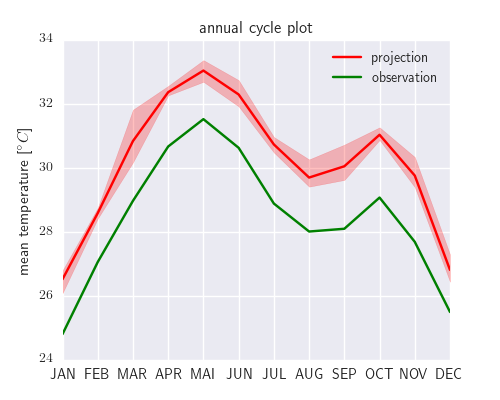 annual cycle plot
projection
observation
mean temperature [°C]
34
32
30
28
26
24
JAN FEB MAR APR MAI JUN JUL AUG SEP OCT NOV DEC